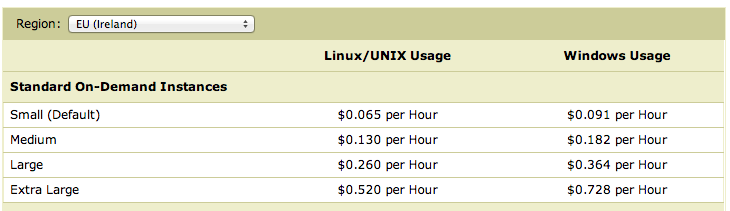 Region: EU (Ireland)
Linux/UNIX Usage Windows Usage
Standard On-Demand Instances
Small (Default) $0.065 per Hour $0.091 per Hour
Medium $0.130 per Hour $0.182 per Hour
Large $0.260 per Hour $0.364 per Hour
Extra Large $0.520 per Hour $0.728 per Hour